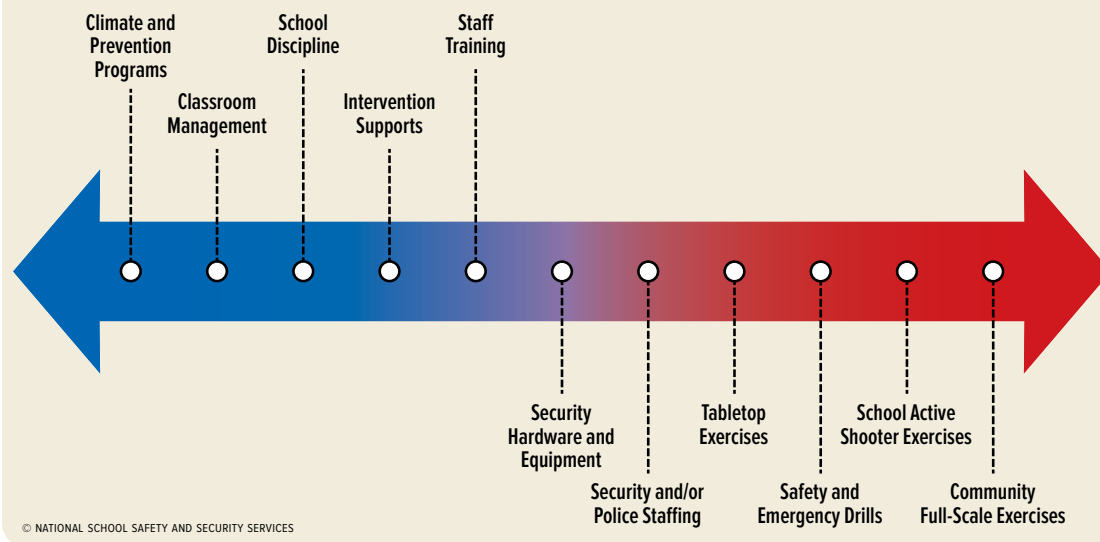 Climate and
Prevention
Programs
Classroom
Management
School
Discipline
Intervention
Supports
Staff
Training
Security
Hardware and
Equipment
Security and/or
Police Staffing
Tabletop
Exercises
Safety and
Emergency Drills
School Active
Shooter Exercises
Community
Full-Scale Exercises
© NATIONAL SCHOOL SAFETY AND SECURITY SERVICES